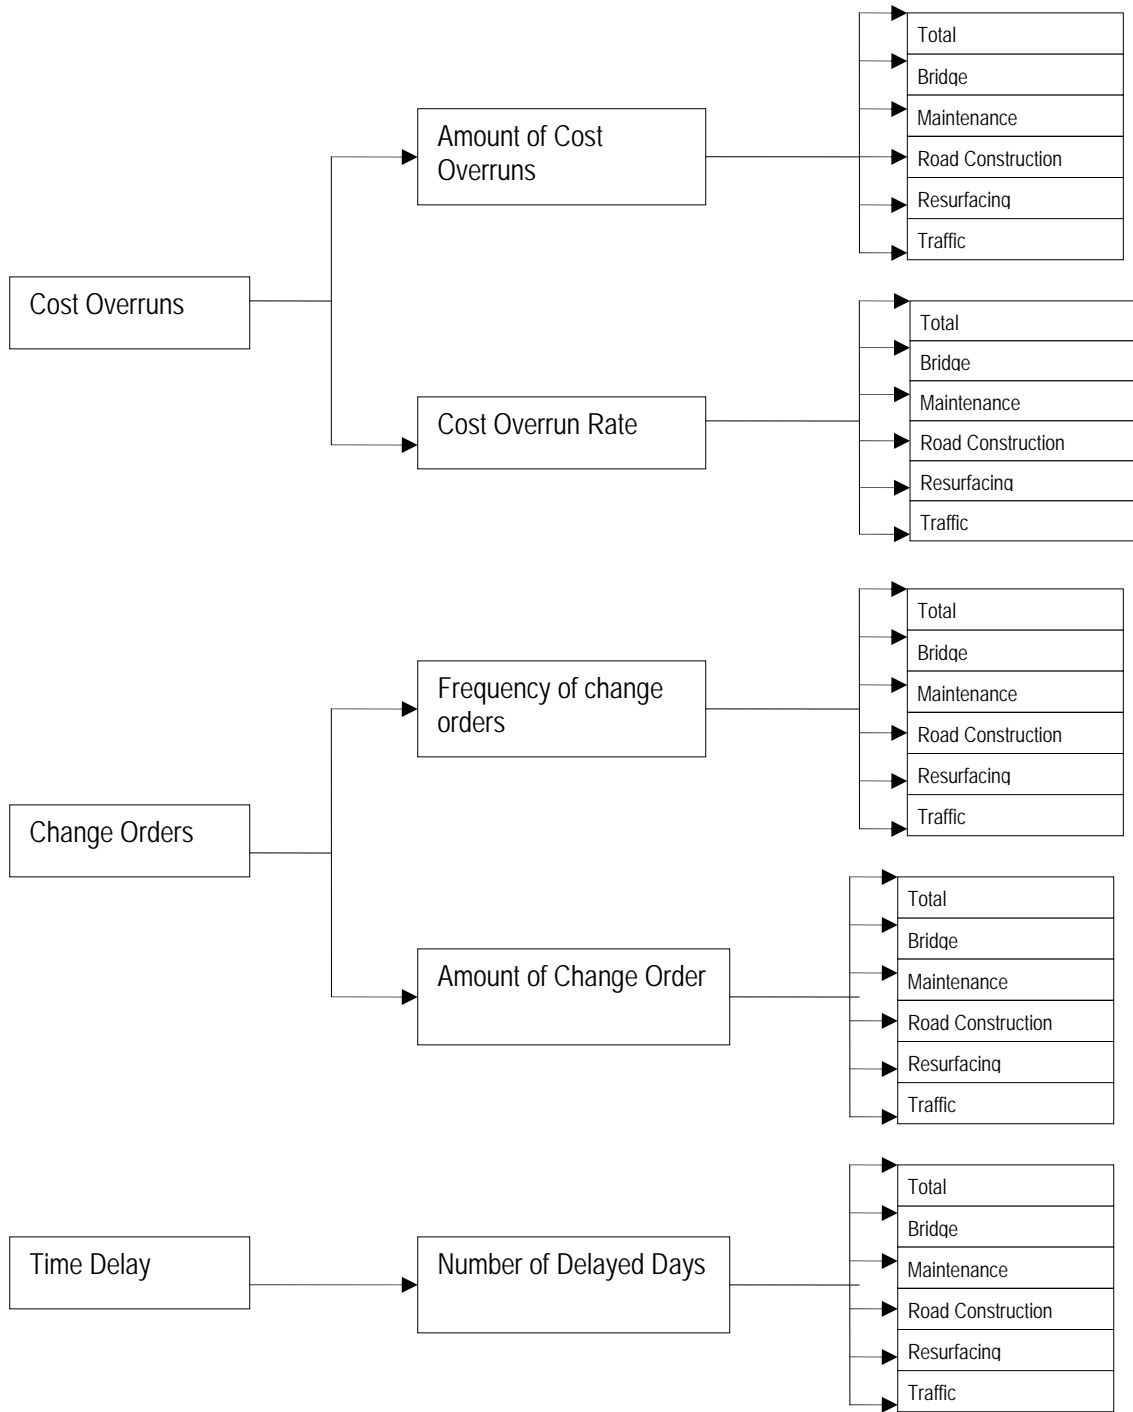 Total
Bridge
Maintenance
Road Construction
Resurfacing
Traffic
Amount of Cost
Overruns
Cost Overruns
Total
Bridge
Maintenance
Road Construction
Resurfacing
Traffic
Cost Overrun Rate
Total
Bridge
Maintenance
Road Construction
Resurfacing
Traffic
Frequency of change
orders
Change Orders
Total
Bridge
Maintenance
Road Construction
Resurfacing
Traffic
Amount of Change Order
Total
Bridge
Maintenance
Road Construction
Resurfacing
Traffic
Time Delay
Number of Delayed Days